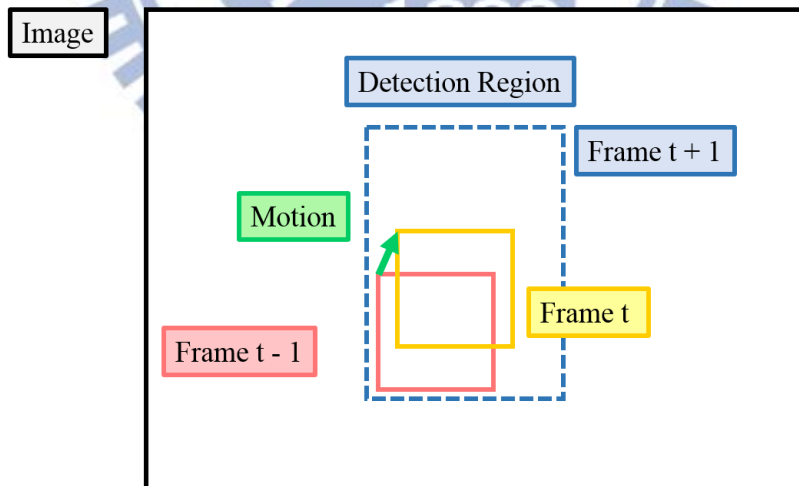 Image
Detection Region
Frame t + 1
Motion
Frame t
Frame t - 1